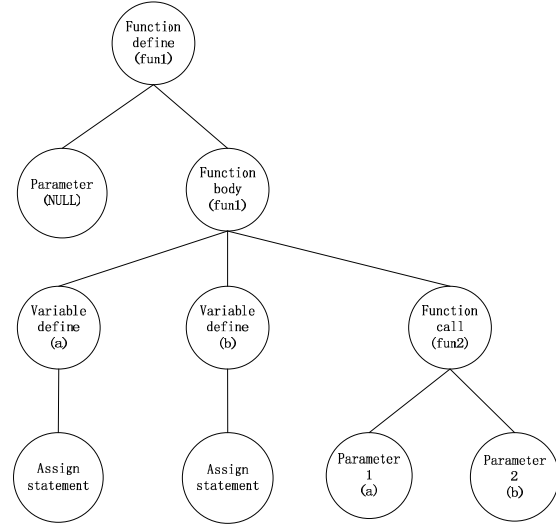 Function
define
(fun1)
Parameter
(NULL)
Function
body
(fun1)
Variable
define
(a)
Variable
define
(b)
Function
call
(fun2)
Assign
statement
Assign
statement
Parameter
1
(a)
Parameter
2
(b)